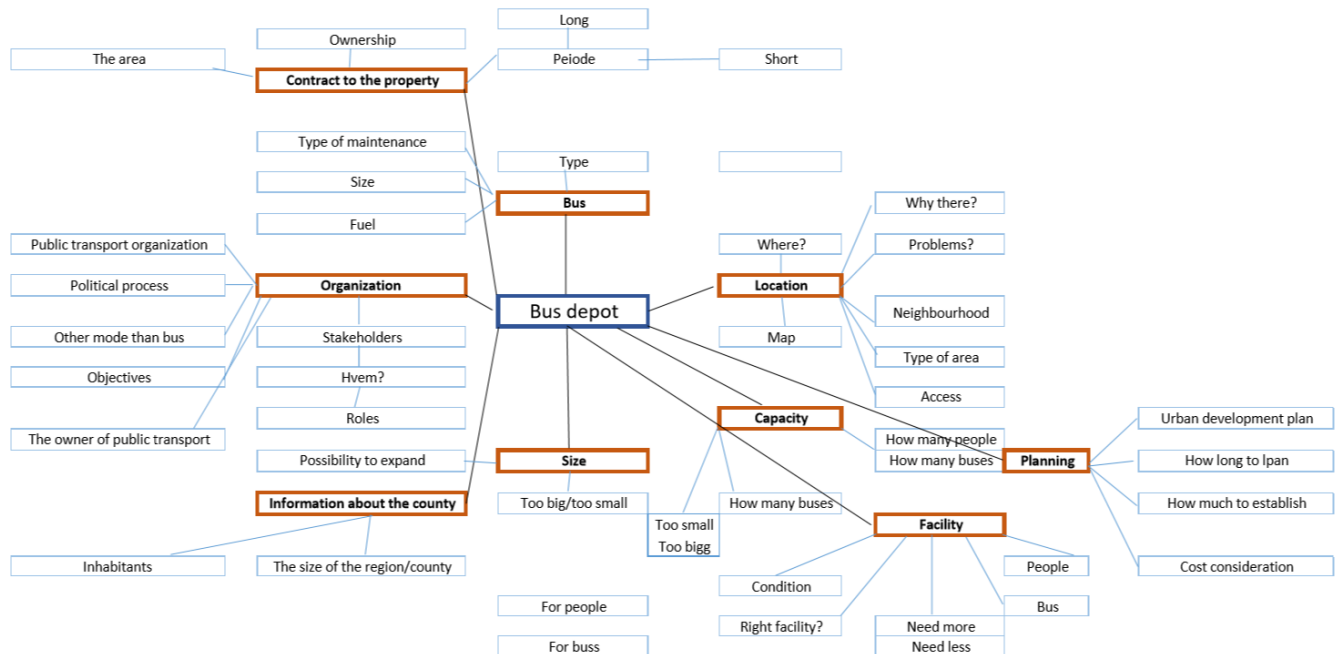 Long
Ownership
The area
Peiode
Short
Contract to the property
Type of maintenance
Type
Size
Bus
Why there?
Fuel
Public transport organization
Where?
Problems?
Political process
Organization
Location
Bus depot
Neighbourhood
Other mode than bus
Stakeholders
Map
Type of area
Objectives
Hvem?
Access
Roles
Capacity
Urban development plan
The owner of public transport
How many people
Possibility to expand
Size
How many buses
Planning
How long to lpan
Information about the county
Too big/too small
How many buses
How much to establish
Too small
Facility
Too bigg
Inhabitants
The size of the region/county
People
Cost consideration
Condition
For people
Bus
Right facility?
Need more
For buss
Need less